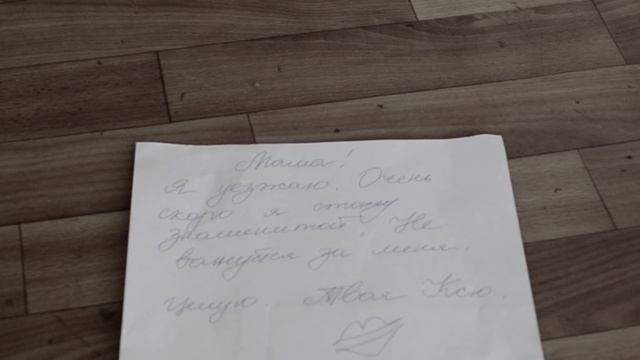 Мама!
Я уезжаю. Очень
скоро я стану
знаменитой! Не
волнуйся за меня.
Целую. Твоя Ксю.